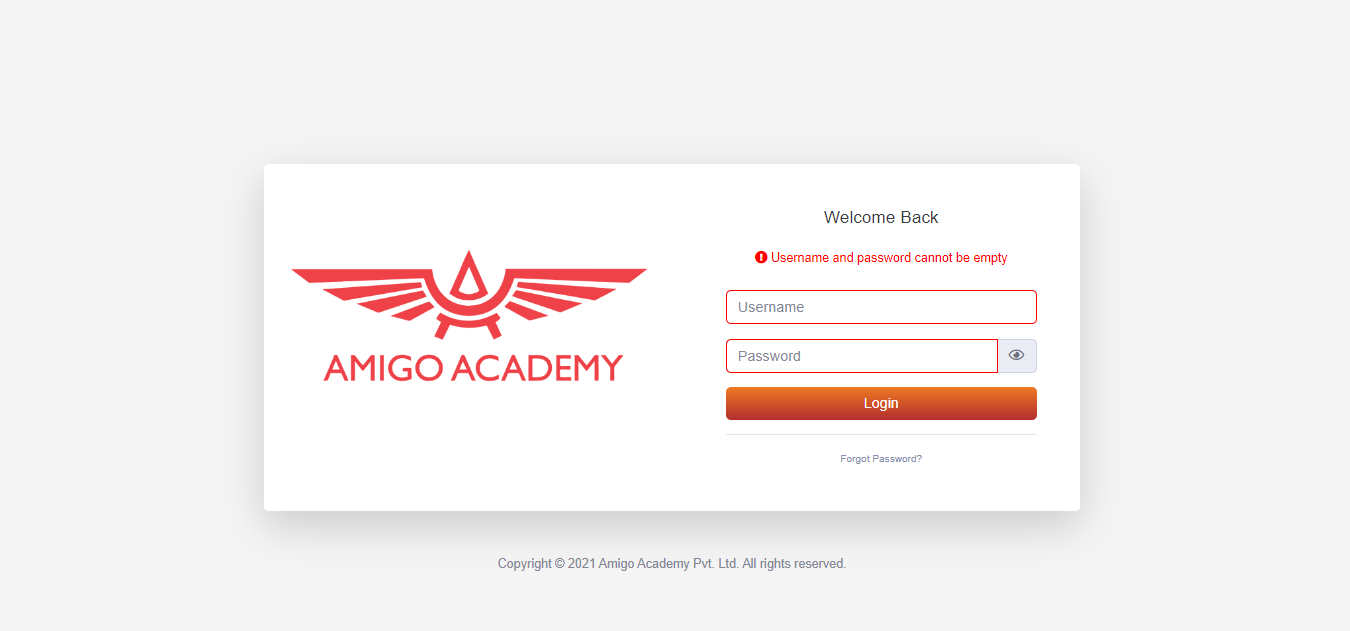 Welcome Back
Username and password cannot be empty
Username
Password
Login
Forgot Password?
AMIGO ACADEMY
Copyright © 2021 Amigo Academy Pvt. Ltd. All rights reserved.